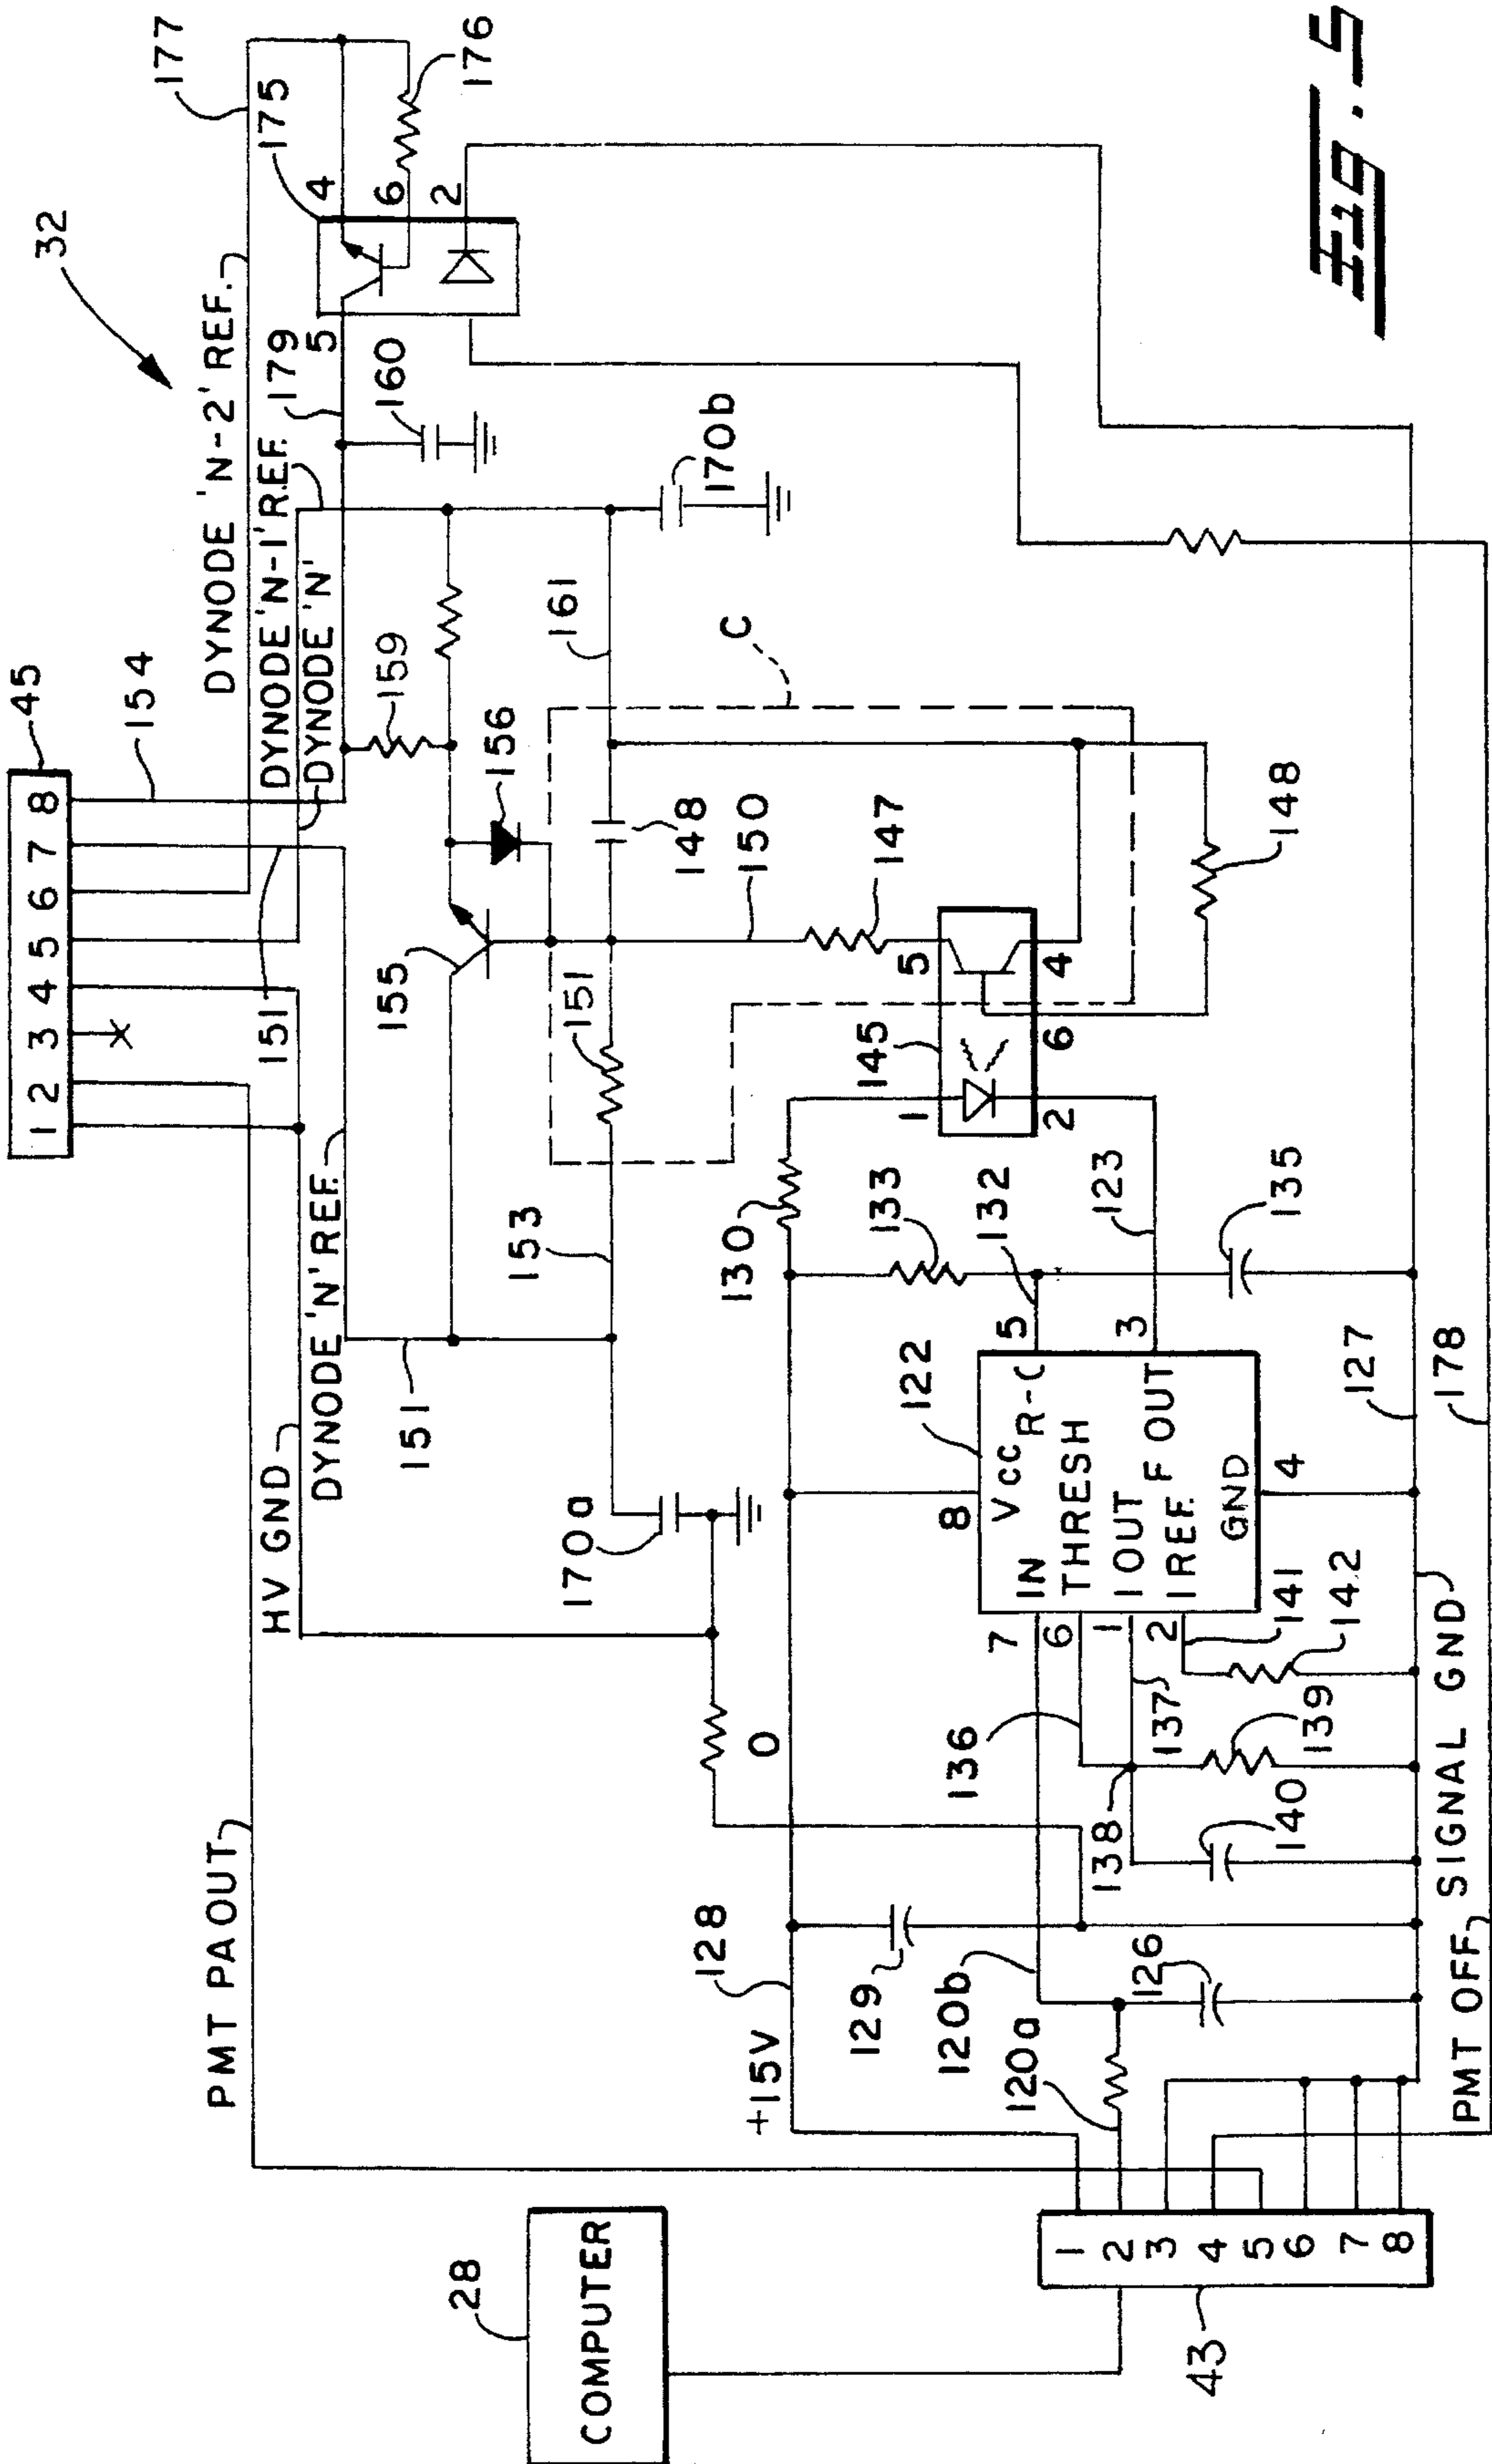 32
177
DYNODE 'N-2' REF.
175
4
6
2
176
5
179
160
DYNODE 'N-1' REF.
DYNODE 'N'
170b
45
1 2 3 4 5 6 7 8
154
159
161
C
156
148
150
147
148
151
155
151
145
5
4
6
1
2
HV GND
DYNODE 'N' REF.
151
153
130
133
132
123
135
170a
0
122
8
Vcc
R-C
IN
THRESH
I OUT
I REF.
F OUT
GND
5
3
4
7
6
1
2
127
178
136
137
138
139
140
141
142
PMT PAOUT
+15V
128
129
120b
120a
126
SIGNAL GND
PMT OFF
28
COMPUTER
43
1
2
3
4
5
6
7
8
FIG. 5